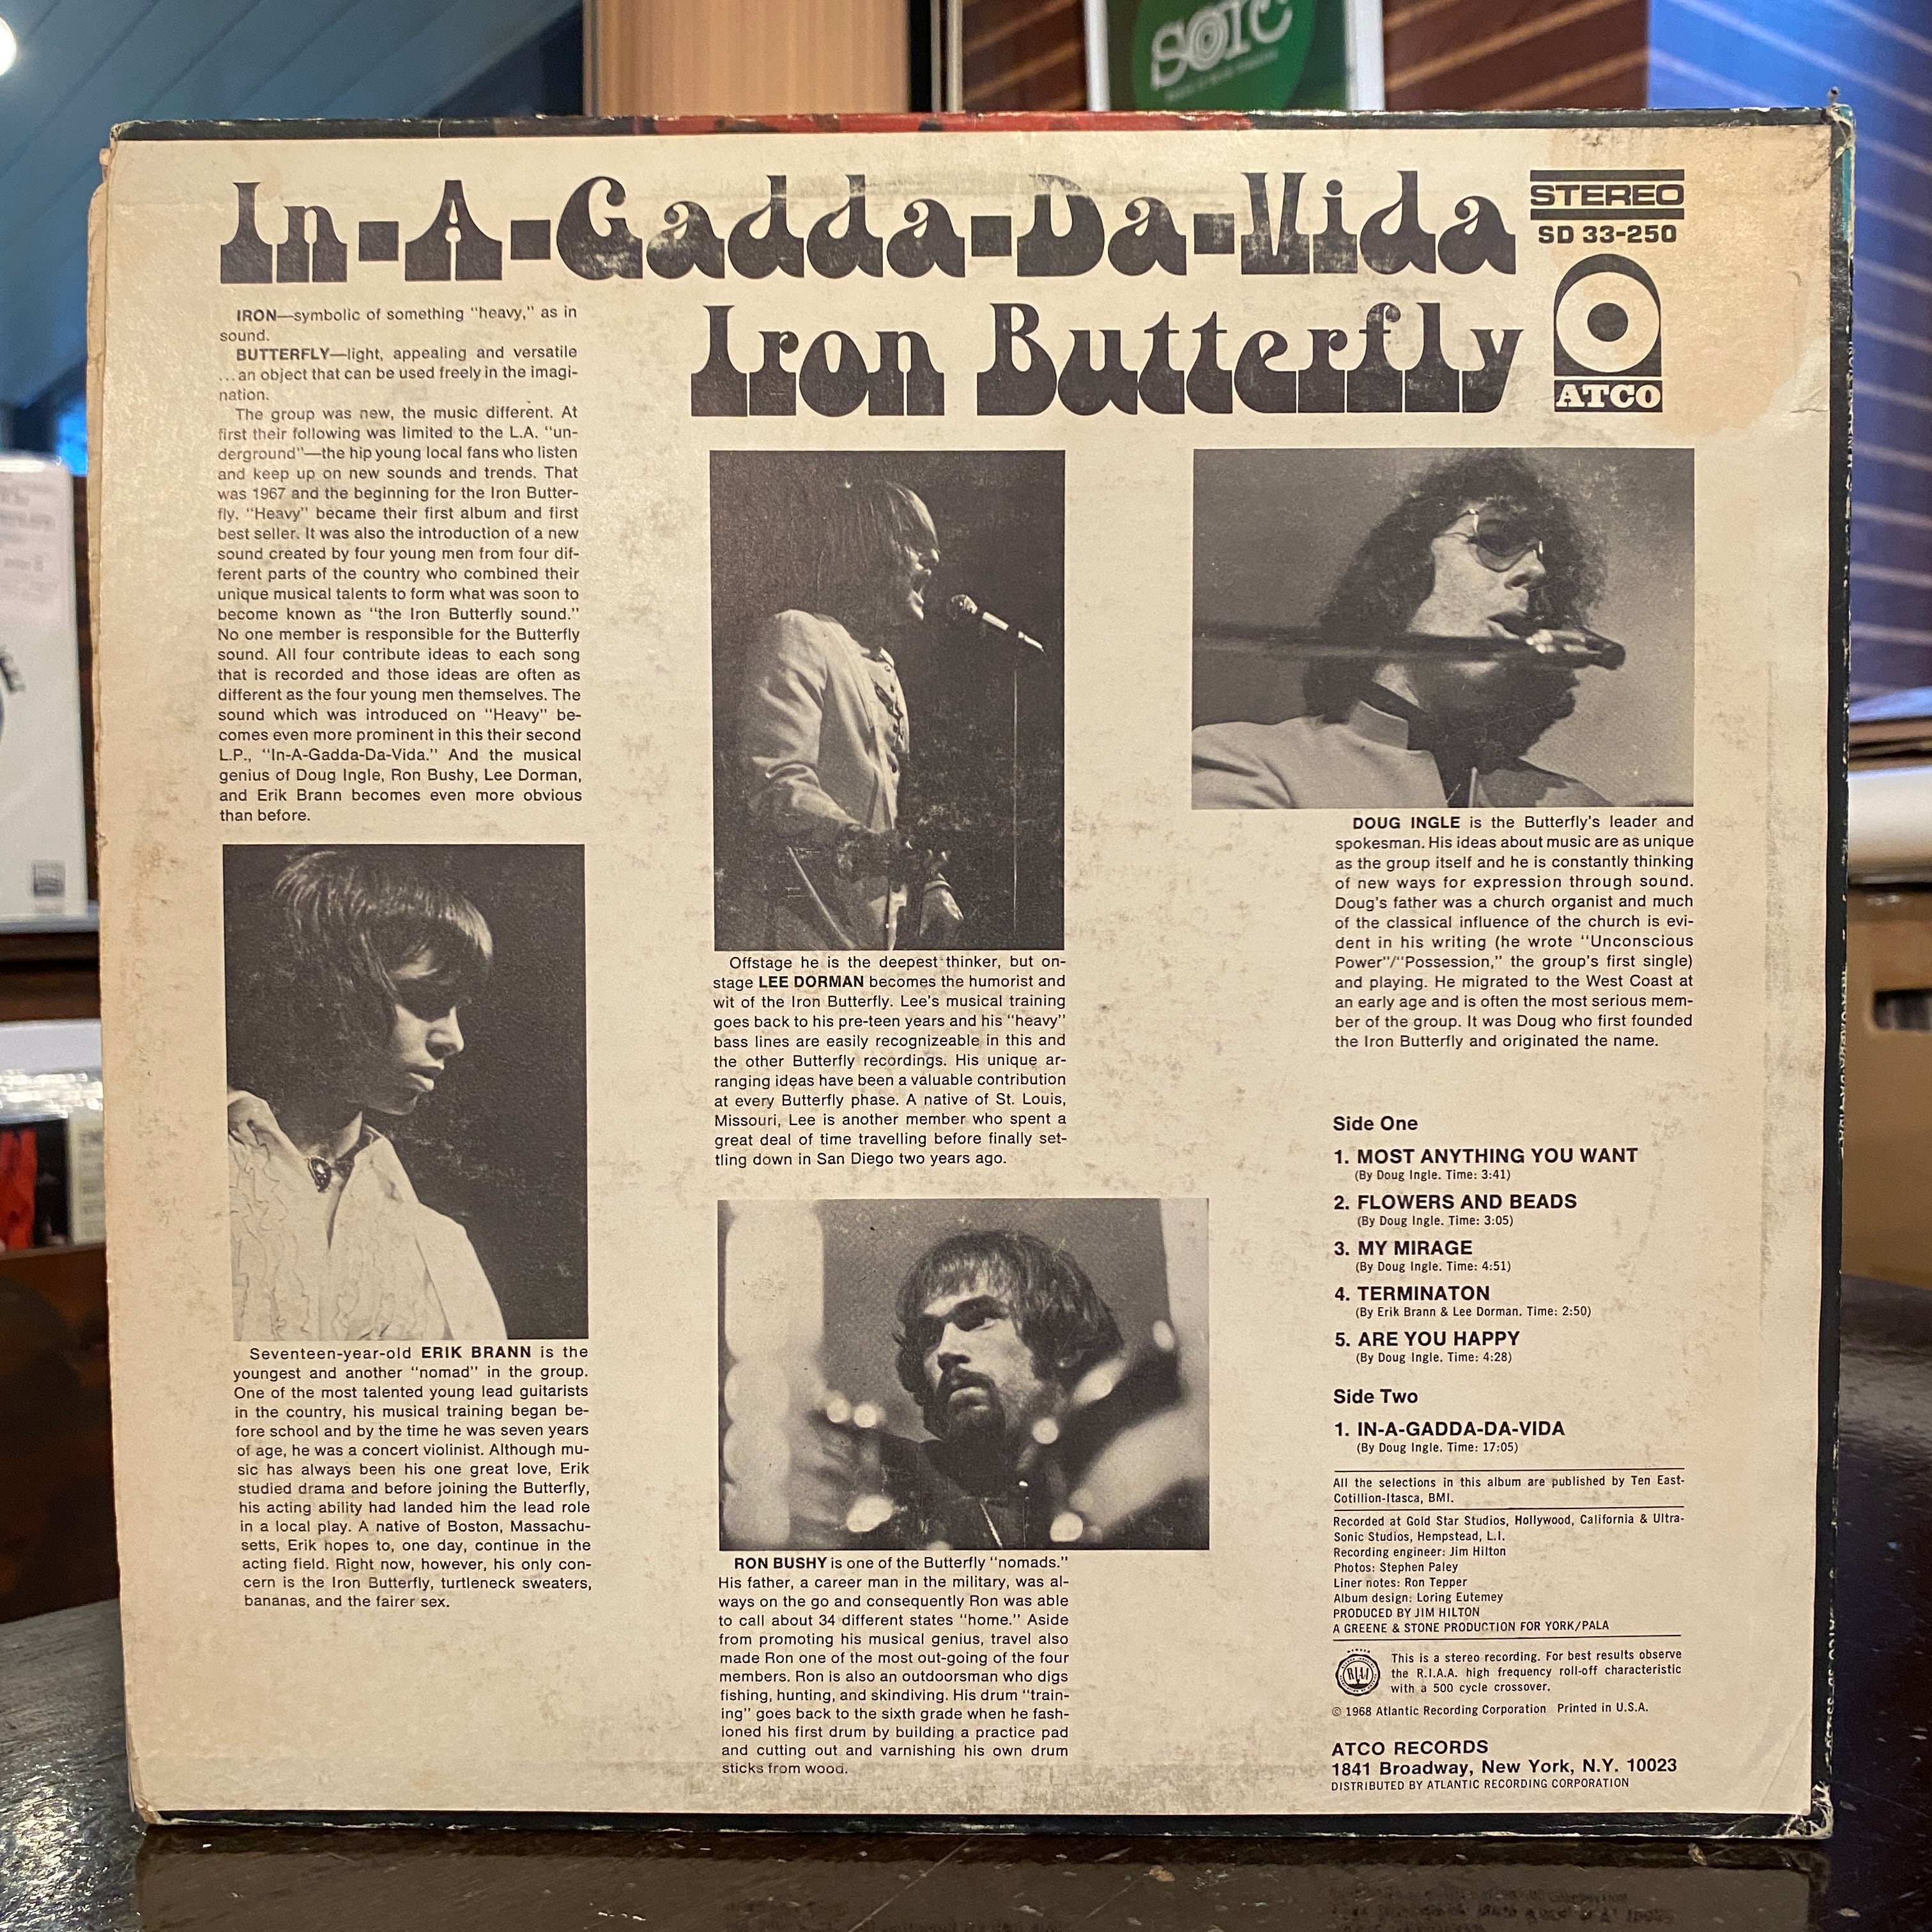 SOIC
In-A-Gadda-Da-Vida
STEREO
SD 33-250
Iron Butterfly
ATCO
IRON—symbolic of something "heavy," as in
sound.
BUTTERFLY—light, appealing and versatile
...an object that can be used freely in the imagi-
nation.
The group was new, the music different. At
first their following was limited to the L.A. "un-
derground"—the hip young local fans who listen
and keep up on new sounds and trends. That
was 1967 and the beginning for the Iron Butter-
fly. "Heavy" became their first album and first
best seller. It was also the introduction of a new
sound created by four young men from four dif-
ferent parts of the country who combined their
unique musical talents to form what was soon to
become known as "the Iron Butterfly sound."
No one member is responsible for the Butterfly
sound. All four contribute ideas to each song
that is recorded and those ideas are often as
different as the four young men themselves. The
sound which was introduced on "Heavy" be-
comes even more prominent in this their second
L.P., "In-A-Gadda-Da-Vida." And the musical
genius of Doug Ingle, Ron Bushy, Lee Dorman,
and Erik Brann becomes even more obvious
than before.
Seventeen-year-old ERIK BRANN is the
youngest and another "nomad" in the group.
One of the most talented young lead guitarists
in the country, his musical training began be-
fore school and by the time he was seven years
of age, he was a concert violinist. Although mu-
sic has always been his one great love, Erik
studied drama and before joining the Butterfly,
his acting ability had landed him the lead role
in a local play. A native of Boston, Massachu-
setts, Erik hopes to, one day, continue in the
acting field. Right now, however, his only con-
cern is the Iron Butterfly, turtleneck sweaters,
bananas, and the fairer sex.
Offstage he is the deepest thinker, but on-
stage LEE DORMAN becomes the humorist and
wit of the Iron Butterfly. Lee's musical training
goes back to his pre-teen years and his "heavy"
bass lines are easily recognizeable in this and
the other Butterfly recordings. His unique ar-
ranging ideas have been a valuable contribution
at every Butterfly phase. A native of St. Louis,
Missouri, Lee is another member who spent a
great deal of time travelling before finally set-
tling down in San Diego two years ago.
RON BUSHY is one of the Butterfly "nomads."
His father, a career man in the military, was al-
ways on the go and consequently Ron was able
to call about 34 different states "home." Aside
from promoting his musical genius, travel also
made Ron one of the most out-going of the four
members. Ron is also an outdoorsman who digs
fishing, hunting, and skindiving. His drum "train-
ing" goes back to the sixth grade when he fash-
ioned his first drum by building a practice pad
and cutting out and varnishing his own drum
sticks from wood.
DOUG INGLE is the Butterfly's leader and
spokesman. His ideas about music are as unique
as the group itself and he is constantly thinking
of new ways for expression through sound.
Doug's father was a church organist and much
of the classical influence of the church is evi-
dent in his writing (he wrote "Unconscious
Power"/"Possession," the group's first single)
and playing. He migrated to the West Coast at
an early age and is often the most serious mem-
ber of the group. It was Doug who first founded
the Iron Butterfly and originated the name.
Side One
1. MOST ANYTHING YOU WANT
(By Doug Ingle. Time: 3:41)
2. FLOWERS AND BEADS
(By Doug Ingle. Time: 3:05)
3. MY MIRAGE
(By Doug Ingle. Time: 4:51)
4. TERMINATON
(By Erik Brann & Lee Dorman. Time: 2:50)
5. ARE YOU HAPPY
(By Doug Ingle. Time: 4:28)
Side Two
1. IN-A-GADDA-DA-VIDA
(By Doug Ingle. Time: 17:05)
All the selections in this album are published by Ten East-
Cotillion-Itasca, BMI.
Recorded at Gold Star Studios, Hollywood, California & Ultra-
Sonic Studios, Hempstead, L.I.
Recording engineer: Jim Hilton
Photos: Stephen Paley
Liner notes: Ron Tepper
Album design: Loring Eutemey
PRODUCED BY JIM HILTON
A GREENE & STONE PRODUCTION FOR YORK/PALA
RIAA
This is a stereo recording. For best results observe
the R.I.A.A. high frequency roll-off characteristic
with a 500 cycle crossover.
© 1968 Atlantic Recording Corporation Printed in U.S.A.
ATCO RECORDS
1841 Broadway, New York, N.Y. 10023
DISTRIBUTED BY ATLANTIC RECORDING CORPORATION